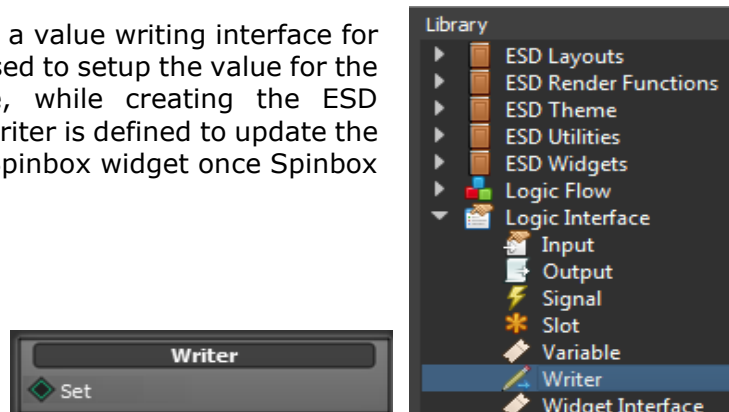 a value writing interface for
sed to setup the value for the
, while creating the ESD
riter is defined to update the
pinbox widget once Spinbox
Writer
Set
Library
ESD Layouts
ESD Render Functions
ESD Theme
ESD Utilities
ESD Widgets
Logic Flow
Logic Interface
Input
Output
Signal
Slot
Variable
Writer
Widget Interface